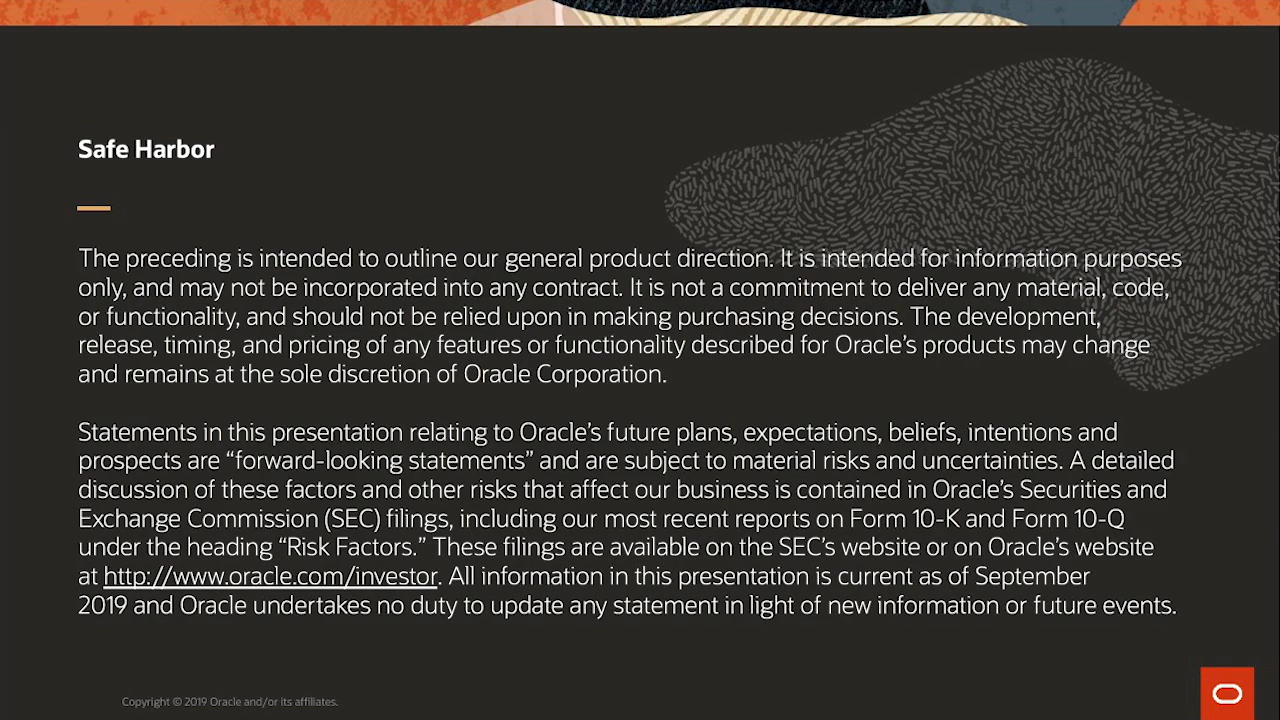 Safe Harbor
The preceding is intended to outline our general product direction. It is intended for information purposes
only, and may not be incorporated into any contract. It is not a commitment to deliver any material, code,
or functionality, and should not be relied upon in making purchasing decisions. The development,
release, timing, and pricing of any features or functionality described for Oracle’s products may change
and remains at the sole discretion of Oracle Corporation.
Statements in this presentation relating to Oracle’s future plans, expectations, beliefs, intentions and
prospects are “forward-looking statements” and are subject to material risks and uncertainties. A detailed
discussion of these factors and other risks that affect our business is contained in Oracle’s Securities and
Exchange Commission (SEC) filings, including our most recent reports on Form 10-K and Form 10-Q
under the heading “Risk Factors.” These filings are available on the SEC’s website or on Oracle’s website
at http://www.oracle.com/investor. All information in this presentation is current as of September
2019 and Oracle undertakes no duty to update any statement in light of new information or future events.
Copyright © 2019 Oracle and/or its affiliates.